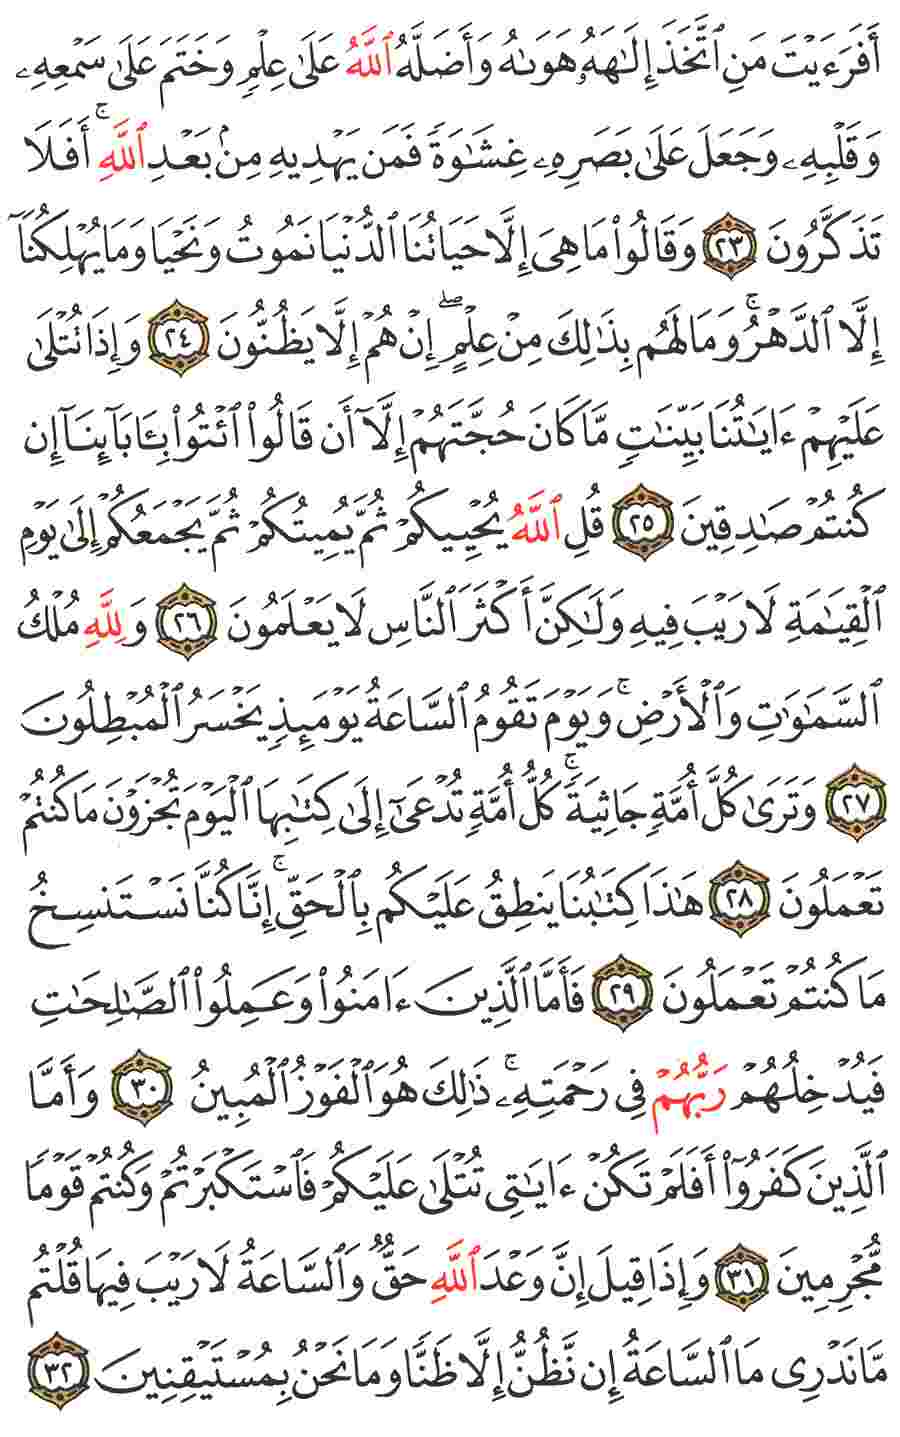 أَفَرَءَيْتَ مَنِ ٱتَّخَذَ إِلَٰهَهُۥ هَوَىٰهُ وَأَضَلَّهُ ٱللَّهُ عَلَىٰ عِلْمٍ وَخَتَمَ عَلَىٰ سَمْعِهِۦ
وَقَلْبِهِۦ وَجَعَلَ عَلَىٰ بَصَرِهِۦ غِشَٰوَةً فَمَن يَهْدِيهِ مِنۢ بَعْدِ ٱللَّهِ ۚ أَفَلَا
تَذَكَّرُونَ ٢٣ وَقَالُوا۟ مَا هِىَ إِلَّا حَيَاتُنَا ٱلدُّنْيَا نَمُوتُ وَنَحْيَا وَمَا يُهْلِكُنَآ
إِلَّا ٱلدَّهْرُ ۚ وَمَا لَهُم بِذَٰلِكَ مِنْ عِلْمٍ ۖ إِنْ هُمْ إِلَّا يَظُنُّونَ ٢٤ وَإِذَا تُتْلَىٰ
عَلَيْهِمْ ءَايَٰتُنَا بَيِّنَٰتٍ مَّا كَانَ حُجَّتَهُمْ إِلَّآ أَن قَالُوا۟ ٱئْتُوا۟ بِـَٔابَآئِنَآ إِن
كُنتُمْ صَٰدِقِينَ ٢٥ قُلِ ٱللَّهُ يُحْيِيكُمْ ثُمَّ يُمِيتُكُمْ ثُمَّ يَجْمَعُكُمْ إِلَىٰ يَوْمِ
ٱلْقِيَٰمَةِ لَا رَيْبَ فِيهِ وَلَٰكِنَّ أَكْثَرَ ٱلنَّاسِ لَا يَعْلَمُونَ ٢٦ وَلِلَّهِ مُلْكُ
ٱلسَّمَٰوَٰتِ وَٱلْأَرْضِ ۚ وَيَوْمَ تَقُومُ ٱلسَّاعَةُ يَوْمَئِذٍ يَخْسَرُ ٱلْمُبْطِلُونَ
٢٧ وَتَرَىٰ كُلَّ أُمَّةٍ جَاثِيَةً ۚ كُلُّ أُمَّةٍ تُدْعَىٰٓ إِلَىٰ كِتَٰبِهَا ٱلْيَوْمَ تُجْزَوْنَ مَا كُنتُمْ
تَعْمَلُونَ ٢٨ هَٰذَا كِتَٰبُنَا يَنطِقُ عَلَيْكُم بِٱلْحَقِّ ۚ إِنَّا كُنَّا نَسْتَنسِخُ
مَا كُنتُمْ تَعْمَلُونَ ٢٩ فَأَمَّا ٱلَّذِينَ ءَامَنُوا۟ وَعَمِلُوا۟ ٱلصَّٰلِحَٰتِ
فَيُدْخِلُهُمْ رَبُّهُمْ فِى رَحْمَتِهِۦ ۚ ذَٰلِكَ هُوَ ٱلْفَوْزُ ٱلْمُبِينُ ٣٠ وَأَمَّا
ٱلَّذِينَ كَفَرُوٓا۟ أَفَلَمْ تَكُنْ ءَايَٰتِى تُتْلَىٰ عَلَيْكُمْ فَٱسْتَكْبَرْتُمْ وَكُنتُمْ قَوْمًا
مُّجْرِمِينَ ٣١ وَإِذَا قِيلَ إِنَّ وَعْدَ ٱللَّهِ حَقٌّ وَٱلسَّاعَةُ لَا رَيْبَ فِيهَا قُلْتُم
مَّا نَدْرِى مَا ٱلسَّاعَةُ إِن نَّظُنُّ إِلَّا ظَنًّا وَمَا نَحْنُ بِمُسْتَيْقِنِينَ ٣٢